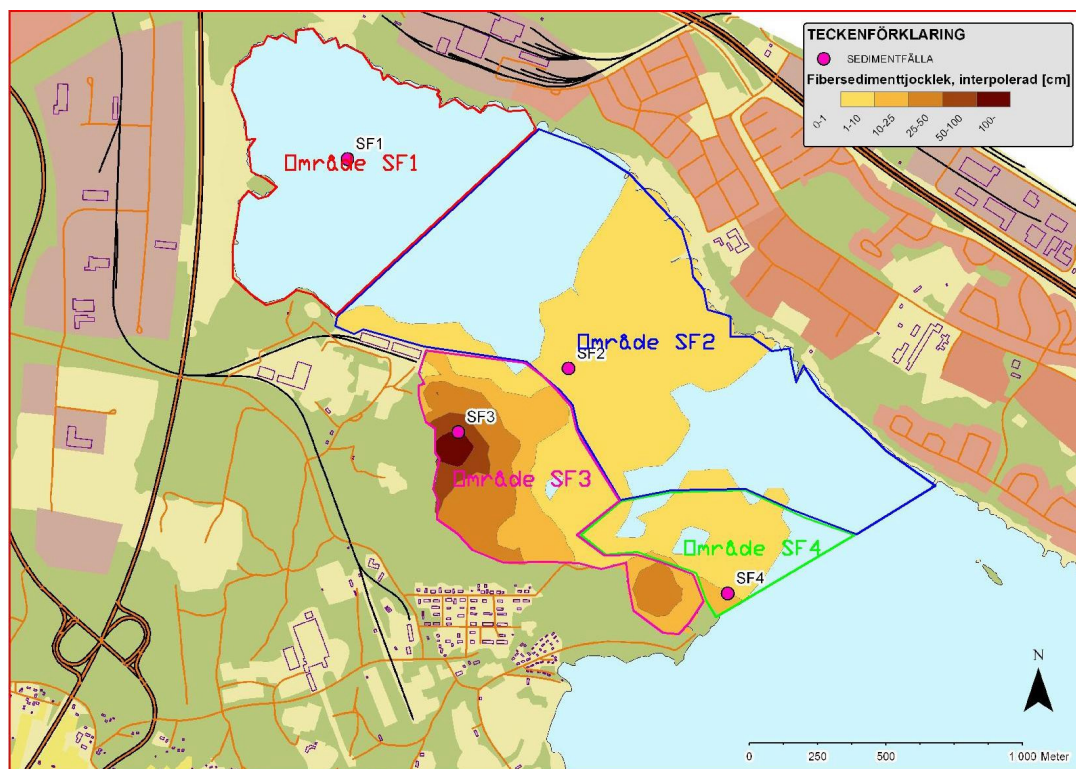 TECKENFÖRKLARING
SEDIMENTFÄLLA
Fibersedimenttjocklek, interpolerad [cm]
0-1
1-10
10-25
25-50
50-100
100-
SF1
Område SF1
Område SF2
SF2
SF3
Område SF3
Område SF4
SF4
N
0 250 500 1 000 Meter